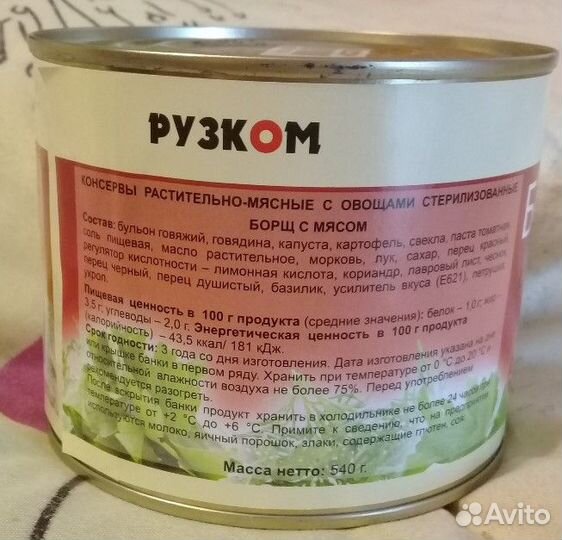 РУЗКОМ
КОНСЕРВЫ РАСТИТЕЛЬНО-МЯСНЫЕ С ОВОЩАМИ СТЕРИЛИЗОВАННЫЕ
БОРЩ С МЯСОМ
Состав: бульон говяжий, говядина, капуста, картофель, свекла, паста томатная,
соль пищевая, масло растительное, морковь, лук, сахар, перец красный,
регулятор кислотности – лимонная кислота, кориандр, лавровый лист, чеснок,
перец черный, перец душистый, базилик, усилитель вкуса (Е621), петрушка,
укроп.
Пищевая ценность в 100 г продукта (средние значения): белок – 1,0 г; жир –
3,5 г; углеводы – 2,0 г. Энергетическая ценность в 100 г продукта
(калорийность) – 43,5 ккал/ 181 кДж.
Срок годности: 3 года со дня изготовления. Дата изготовления указана на дне
или крышке банки в первом ряду. Хранить при температуре от 0 °С до 20 °С и
относительной влажности воздуха не более 75%. Перед употреблением
рекомендуется разогреть.
После вскрытия банки продукт хранить в холодильнике не более 24 часов при
температуре от +2 °С до +6 °С. Примите к сведению, что на предприятии
используются молоко, яичный порошок, злаки, содержащие глютен, соя.
Масса нетто: 540 г.
Б
Avito